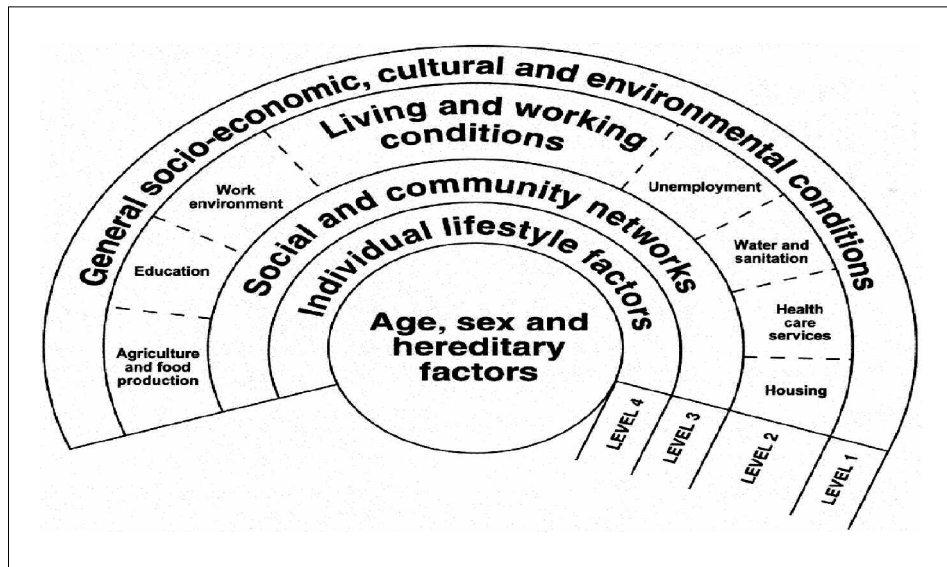 General socio-economic, cultural and environmental conditions
Living and working
conditions
Work
environment
Unemployment
Social and community networks
Education
Water and
sanitation
Individual lifestyle factors
Agriculture
and food
production
Age, sex and
hereditary
factors
Health
care
services
Housing
LEVEL 4
LEVEL 3
LEVEL 2
LEVEL 1